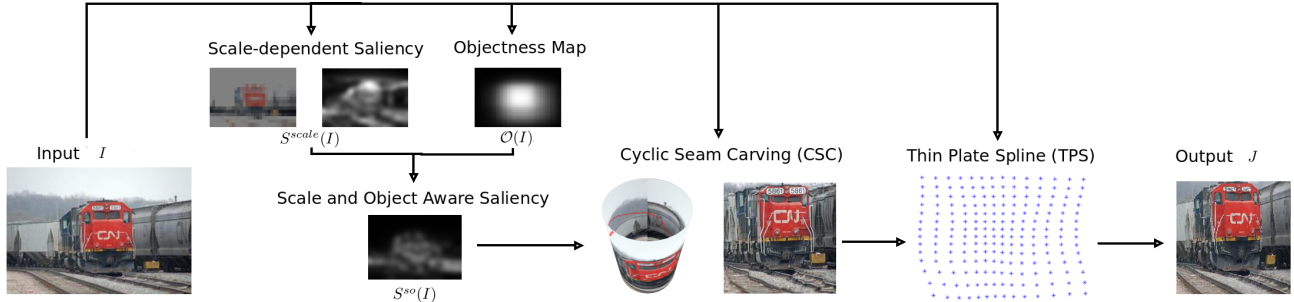 Scale-dependent Saliency
Objectness Map
S^{scale}(I)
O(I)
Input I
Cyclic Seam Carving (CSC)
Thin Plate Spline (TPS)
Output J
Scale and Object Aware Saliency
S^{so}(I)
CN
CN
CN